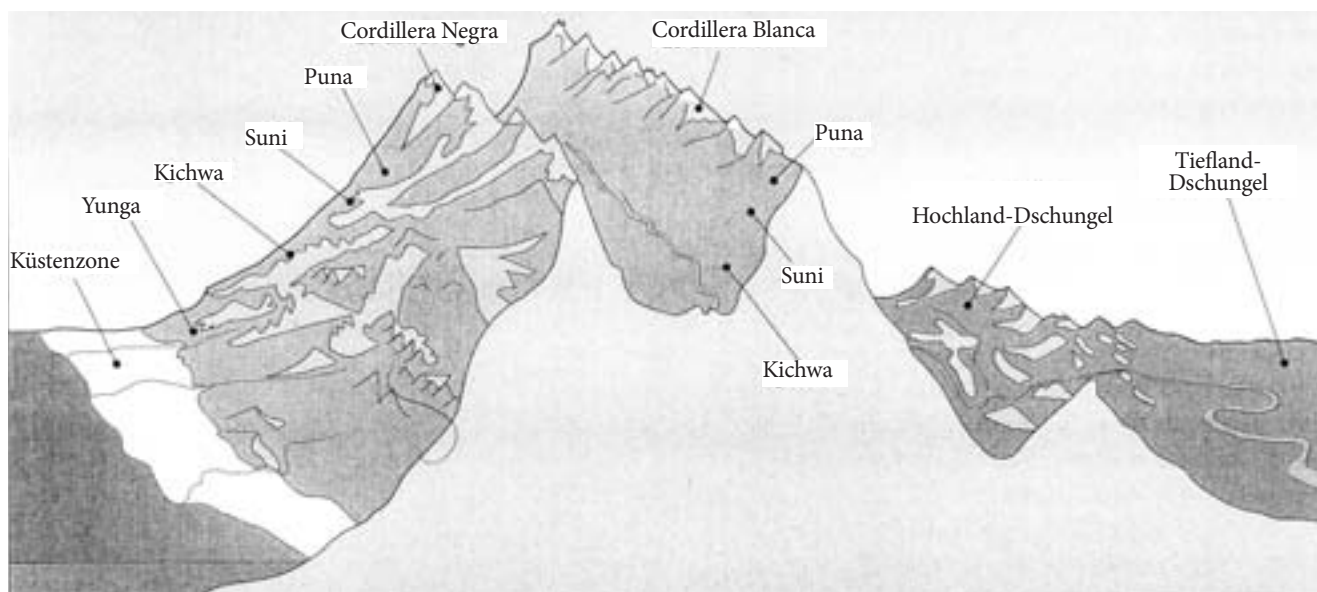 Cordillera Negra
Cordillera Blanca
Puna
Suni
Kichwa
Yunga
Küstenzone
Puna
Suni
Kichwa
Hochland-Dschungel
Tiefland-
Dschungel